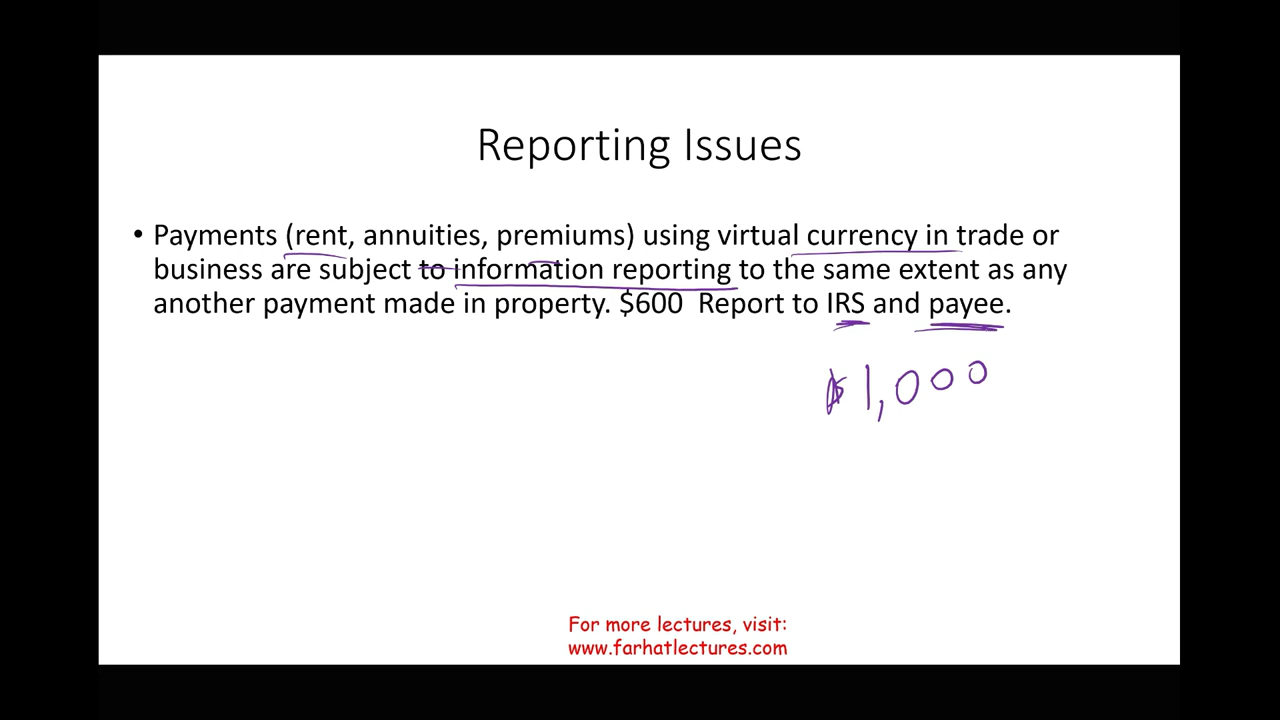 Reporting Issues
• Payments (rent, annuities, premiums) using virtual currency in trade or
business are subject to information reporting to the same extent as any
another payment made in property. $600 Report to IRS and payee.
$1,000
For more lectures, visit:
www.farhatlectures.com